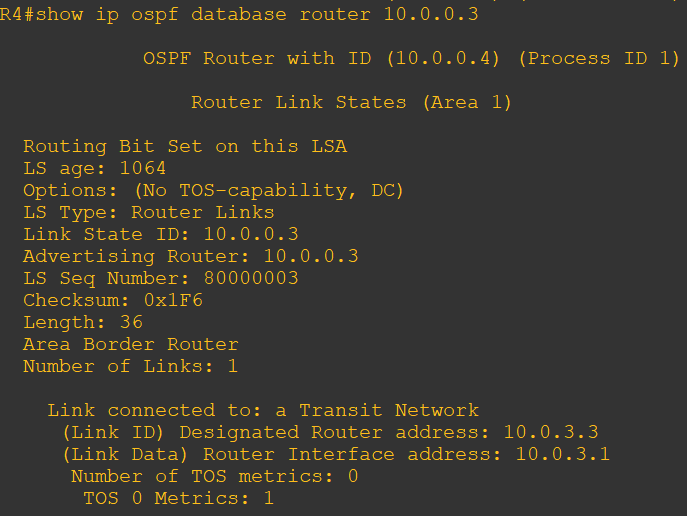 R4#show ip ospf database router 10.0.0.3
OSPF Router with ID (10.0.0.4) (Process ID 1)
Router Link States (Area 1)
Routing Bit Set on this LSA
LS age: 1064
Options: (No TOS-capability, DC)
LS Type: Router Links
Link State ID: 10.0.0.3
Advertising Router: 10.0.0.3
LS Seq Number: 80000003
Checksum: 0x1F6
Length: 36
Area Border Router
Number of Links: 1
Link connected to: a Transit Network
(Link ID) Designated Router address: 10.0.3.3
(Link Data) Router Interface address: 10.0.3.1
Number of TOS metrics: 0
TOS 0 Metrics: 1